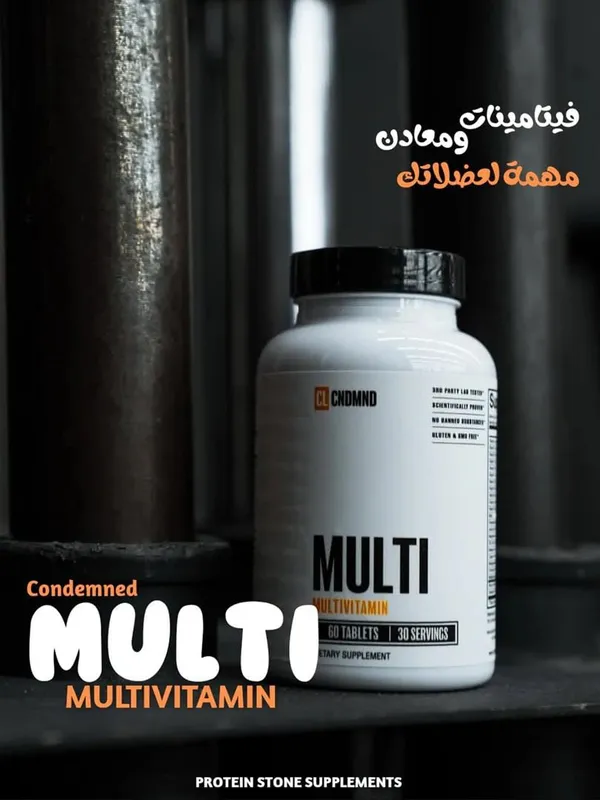 فيتامينات
ومعادن
مهمة لعضلاتك
CL CNDMND
3RD PARTY LAB TESTED
SCIENTIFICALLY PROVEN
NO BANNED SUBSTANCES
GLUTEN & GMO FREE
MULTI
MULTIVITAMIN
60 TABLETS | 30 SERVINGS
ETARY SUPPLEMENT
Condemned
MULTI
MULTIVITAMIN
PROTEIN STONE SUPPLEMENTS